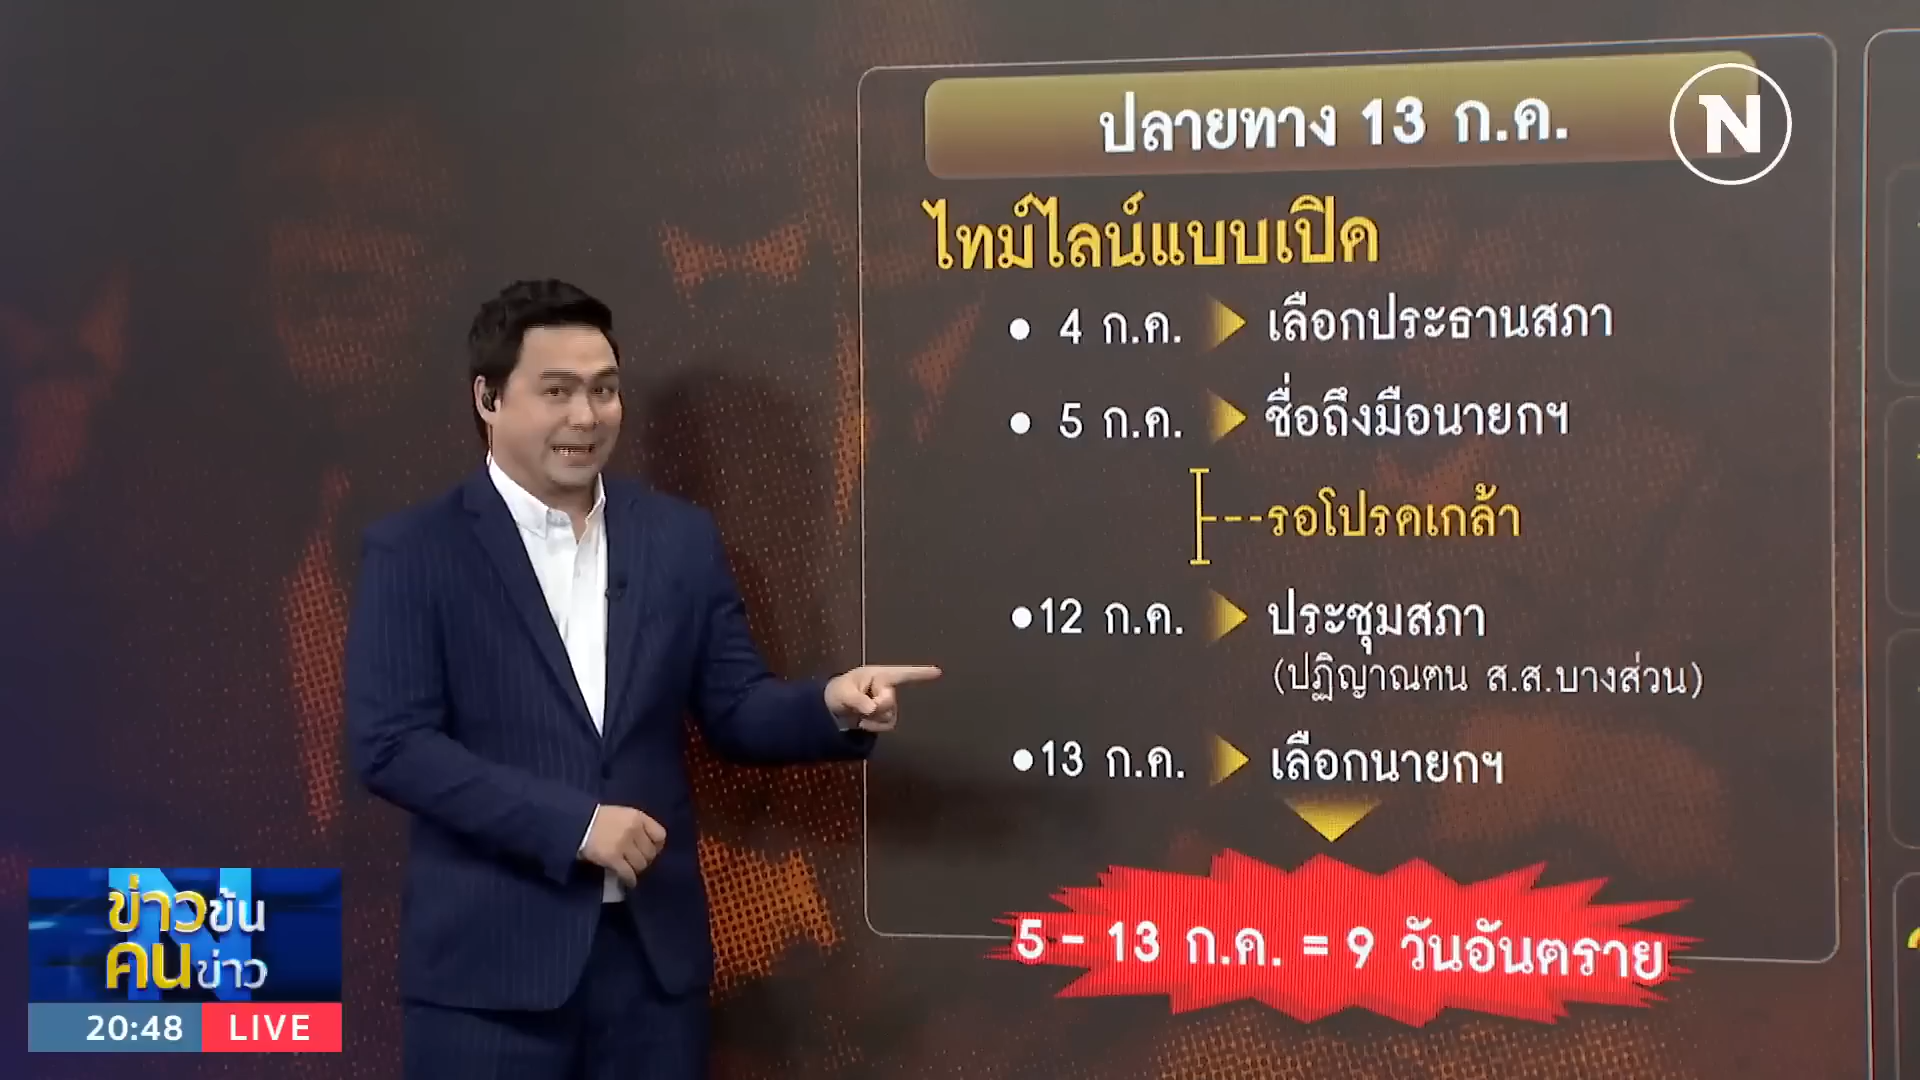 ปลายทาง 13 ก.ค.
N
ไทม์ไลน์แบบเปิด
• 4 ก.ค. เลือกประธานสภา
• 5 ก.ค. ชื่อถึงมือนายกฯ
รอโปรดเกล้า
•12 ก.ค. ประชุมสภา
(ปฏิญาณตน ส.ส.บางส่วน)
•13 ก.ค. เลือกนายกฯ
5 - 13 ก.ค. = 9 วันอันตราย
ข่าวข้น
คนข่าว
20:48 LIVE